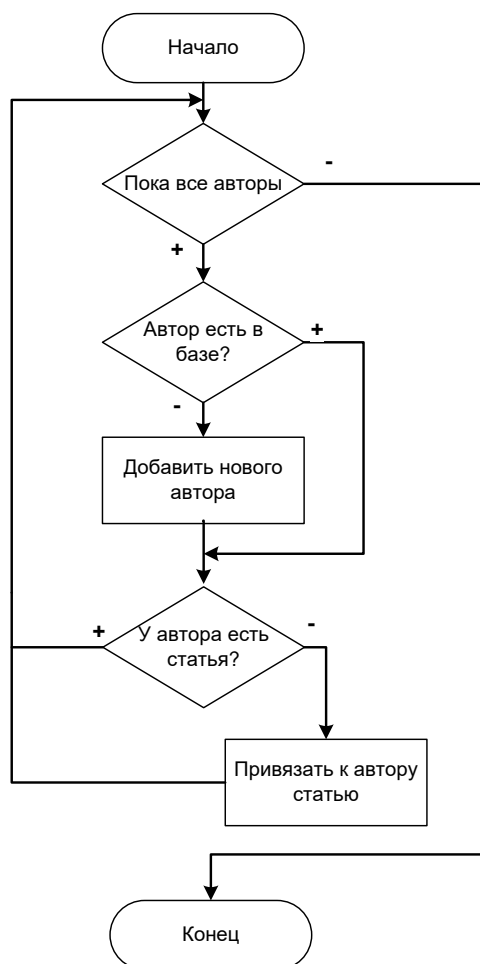 Начало
-
Пока все авторы
+
Автор есть в
базе?
+
-
Добавить нового
автора
+
У автора есть
статья?
-
Привязать к автору
статью
Конец